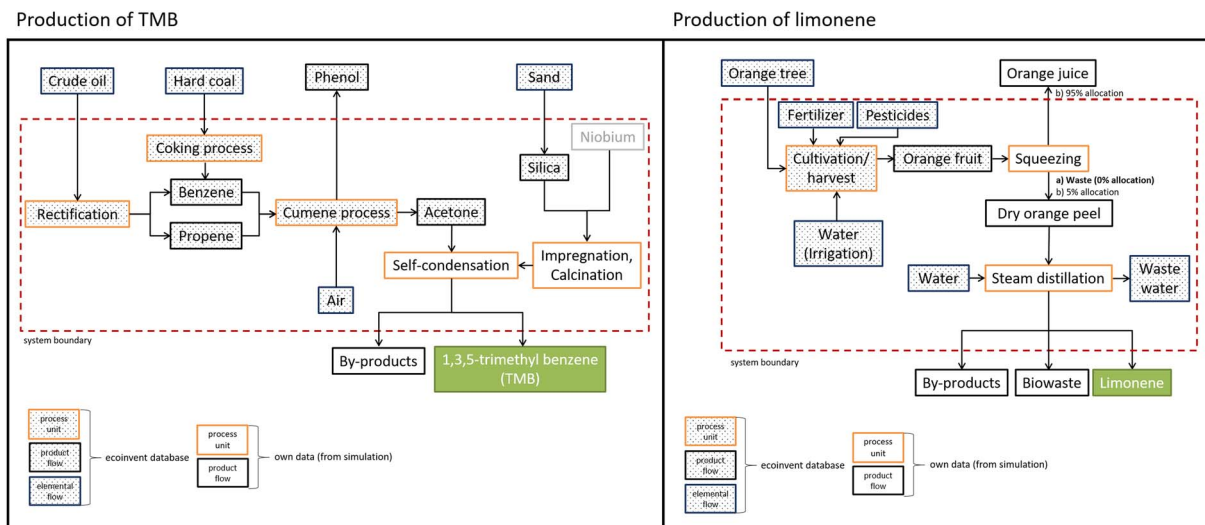 Production of TMB
Crude oil
Hard coal
Phenol
Sand
Niobium
Coking process
Silica
Benzene
Rectification
Cumene process
Acetone
Propene
Self-condensation
Impregnation,
Calcination
Air
system boundary
By-products
1,3,5-trimethyl benzene
(TMB)
process
unit
product
flow
elemental
flow
ecoinvent database
process
unit
product
flow
own data (from simulation)
Production of limonene
Orange tree
Orange juice
b) 95% allocation
Fertilizer
Pesticides
Cultivation/
harvest
Orange fruit
Squeezing
a) Waste (0% allocation)
b) 5% allocation
Dry orange peel
Water
(Irrigation)
Water
Steam distillation
Waste
water
system boundary
By-products
Biowaste
Limonene
process
unit
product
flow
elemental
flow
ecoinvent database
process
unit
product
flow
own data (from simulation)